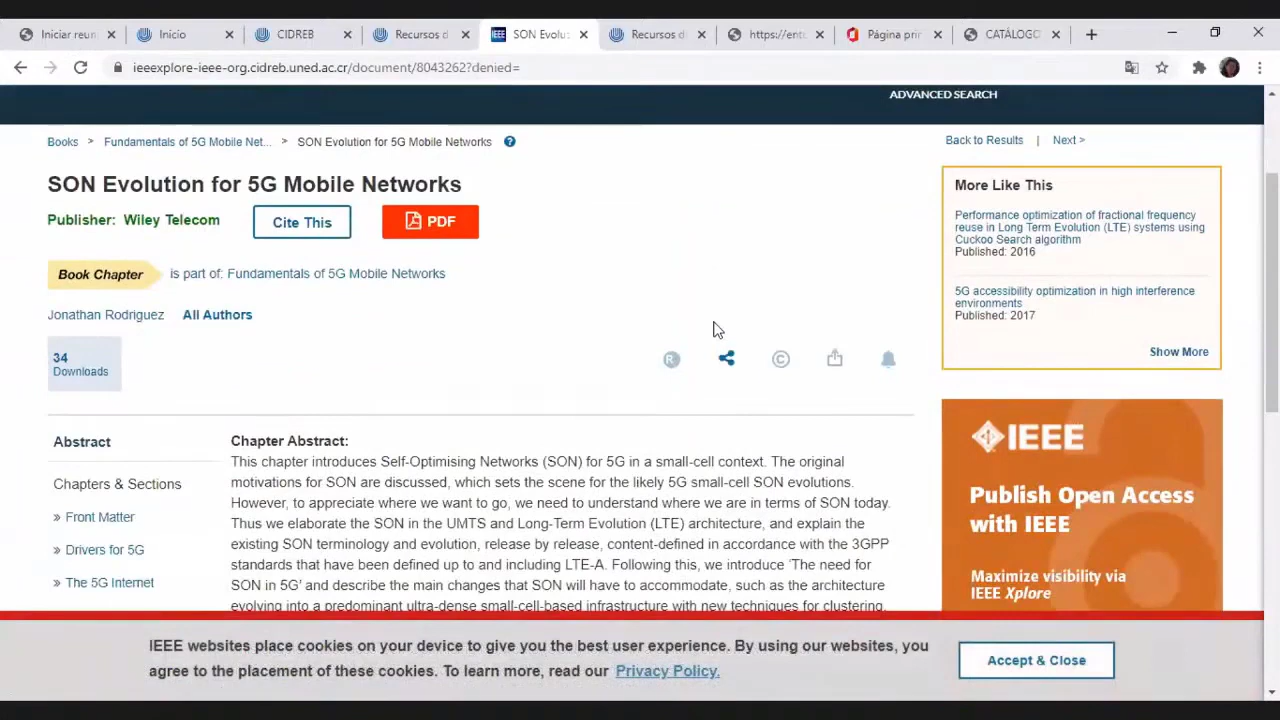 Iniciar reun
Inicio
CIDREB
Recursos d
IEEE
SON Evolu
Recursos d
https://ent
Página prin
CATÁLOGO
ieeexplore-ieee-org.cidreb.uned.ac.cr/document/8043262?denied=
ADVANCED SEARCH
Books > Fundamentals of 5G Mobile Net... > SON Evolution for 5G Mobile Networks ?
Back to Results | Next >
SON Evolution for 5G Mobile Networks
Publisher: Wiley Telecom
Cite This
PDF
Book Chapter
is part of: Fundamentals of 5G Mobile Networks
Jonathan Rodriguez All Authors
34
Downloads
R
©
More Like This
Performance optimization of fractional frequency
reuse in Long Term Evolution (LTE) systems using
Cuckoo Search algorithm
Published: 2016
5G accessibility optimization in high interference
environments
Published: 2017
Show More
Abstract
Chapters & Sections
» Front Matter
» Drivers for 5G
» The 5G Internet
Chapter Abstract:
This chapter introduces Self-Optimising Networks (SON) for 5G in a small-cell context. The original
motivations for SON are discussed, which sets the scene for the likely 5G small-cell SON evolutions.
However, to appreciate where we want to go, we need to understand where we are in terms of SON today.
Thus we elaborate the SON in the UMTS and Long-Term Evolution (LTE) architecture, and explain the
existing SON terminology and evolution, release by release, content-defined in accordance with the 3GPP
standards that have been defined up to and including LTE-A. Following this, we introduce 'The need for
SON in 5G' and describe the main changes that SON will have to accommodate, such as the architecture
evolving into a predominant ultra-dense small-cell-based infrastructure with new techniques for clustering,
IEEE
Publish Open Access
with IEEE
Maximize visibility via
IEEE Xplore
IEEE websites place cookies on your device to give you the best user experience. By using our websites, you
agree to the placement of these cookies. To learn more, read our Privacy Policy.
Accept & Close